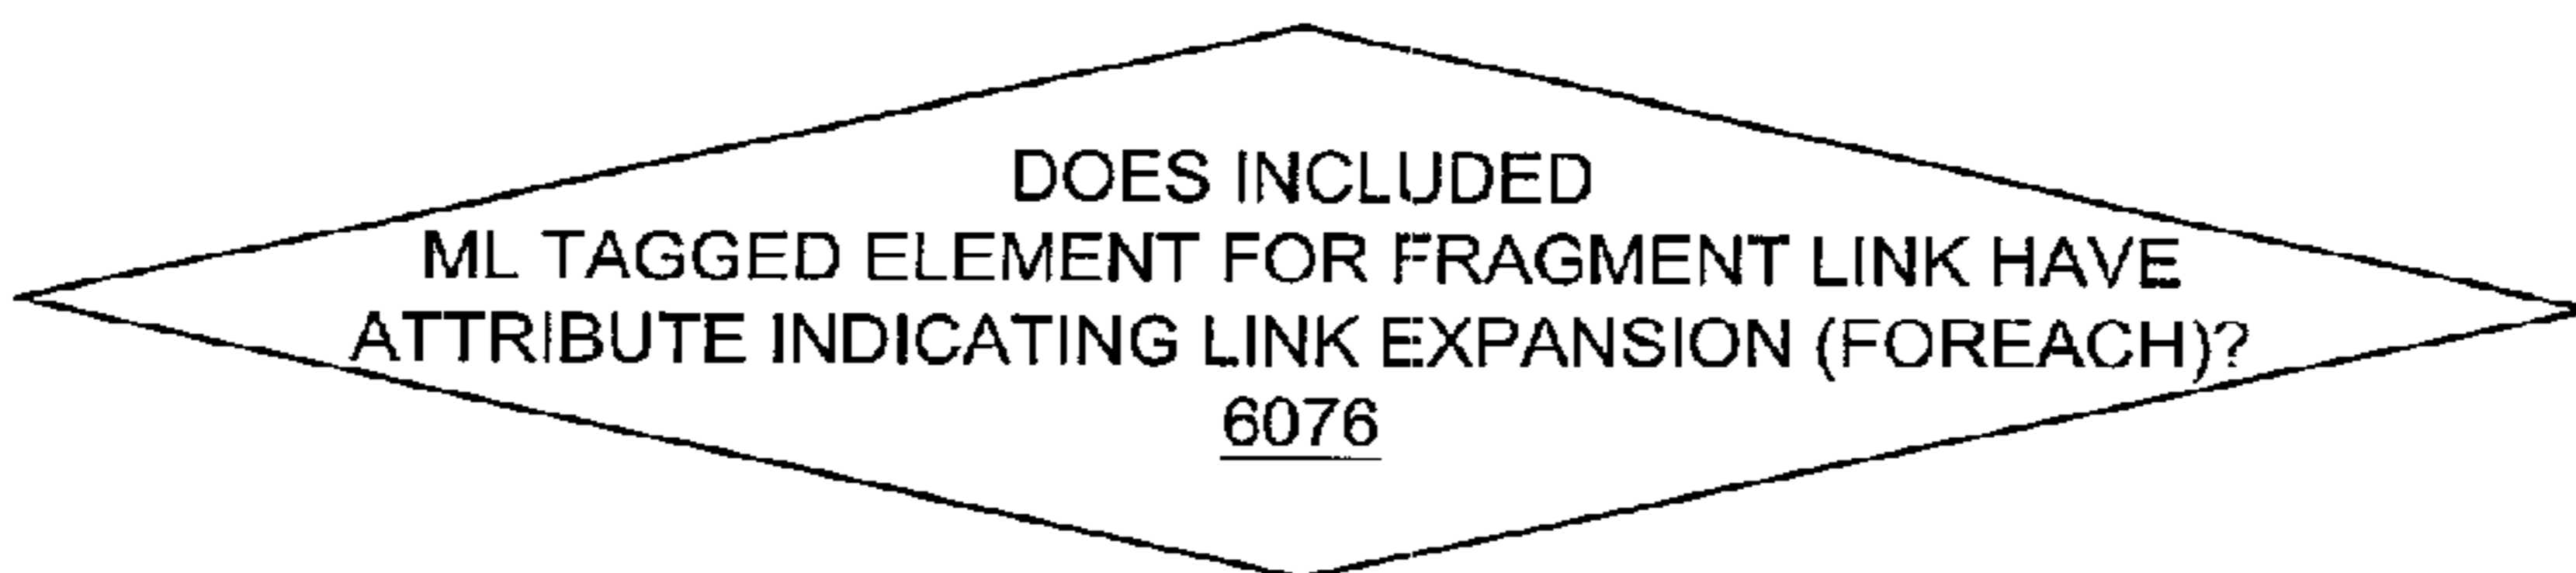 DOES INCLUDED
ML TAGGED ELEMENT FOR FRAGMENT LINK HAVE
ATTRIBUTE INDICATING LINK EXPANSION (FOREACH)?
6076